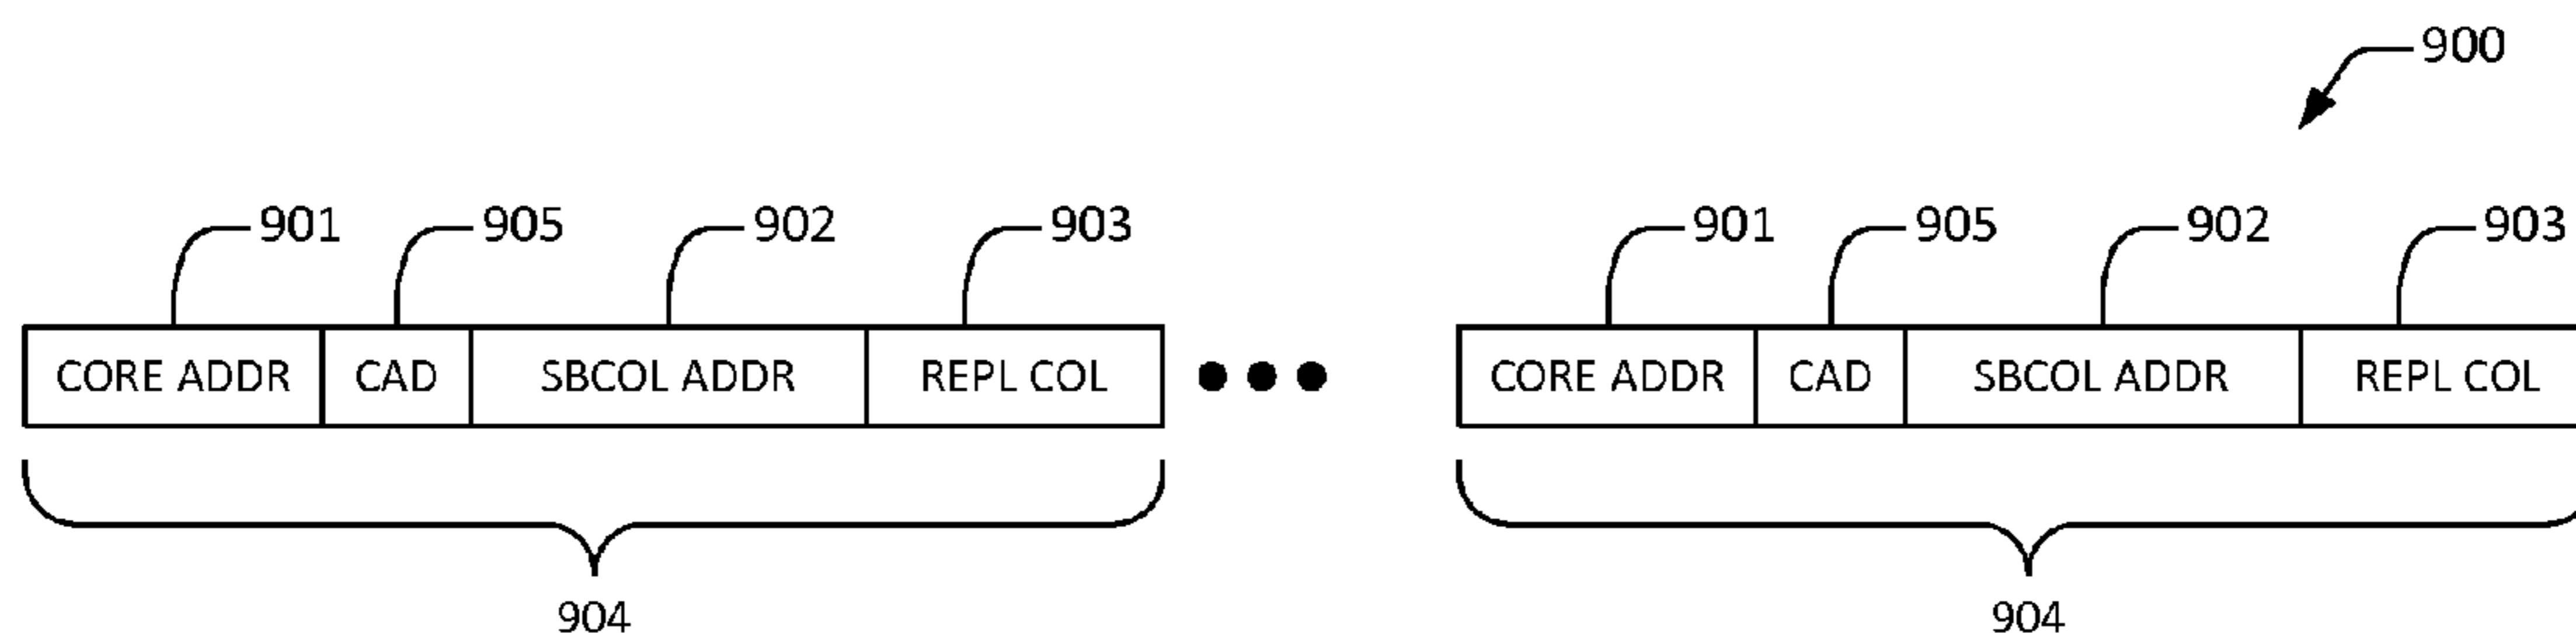 900
901 905 902 903 901 905 902 903
CORE ADDR CAD SBCOL ADDR REPL COL CORE ADDR CAD SBCOL ADDR REPL COL
904 904